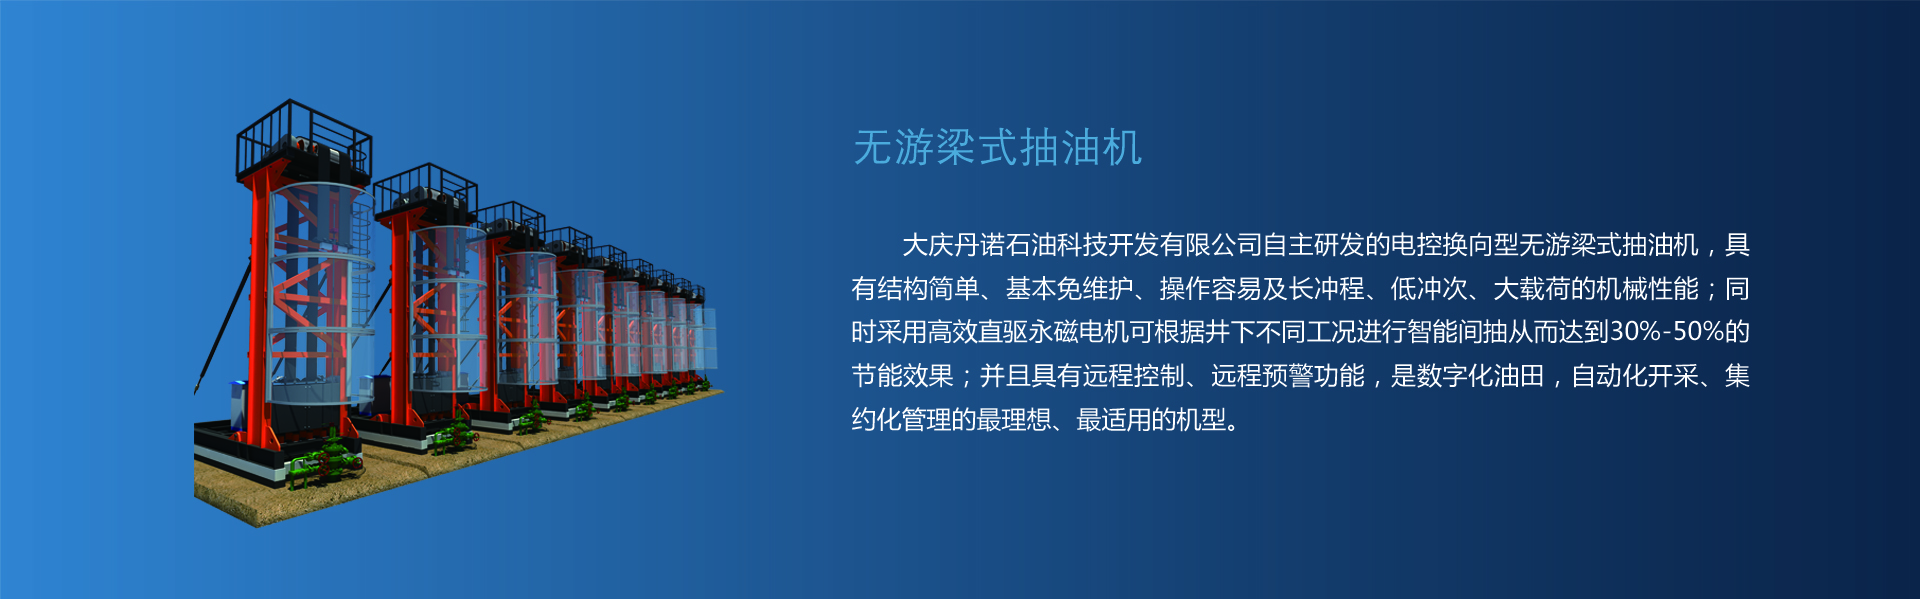 无游梁式抽油机
大庆丹诺石油科技开发有限公司自主研发的电控换向型无游梁式抽油机，具
有结构简单、基本免维护、操作容易及长冲程、低冲次、大载荷的机械性能；同
时采用高效直驱永磁电机可根据井下不同工况进行智能间抽从而达到30%-50%的
节能效果；并且具有远程控制、远程预警功能，是数字化油田，自动化开采、集
约化管理的最理想、最适用的机型。